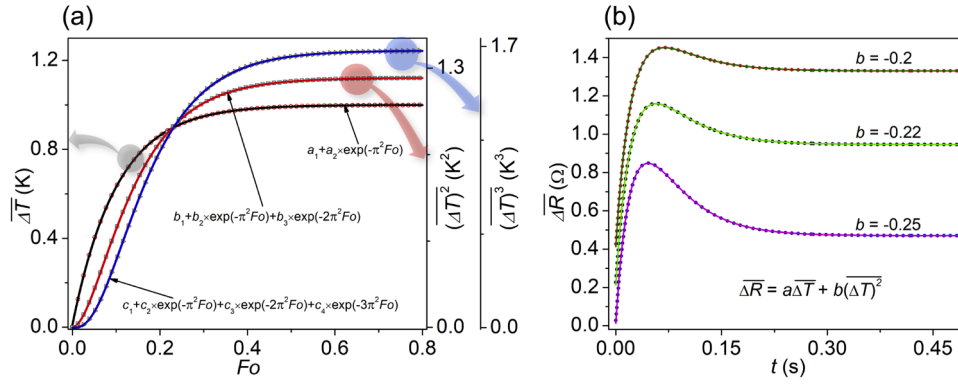 (a)
1.2
0.8
0.4
0.0
ΔT̅ (K)
0.0
0.2
0.4
0.6
0.8
Fo
a₁+a₂×exp(-π²Fo)
b₁+b₂×exp(-π²Fo)+b₃×exp(-2π²Fo)
c₁+c₂×exp(-π²Fo)+c₃×exp(-2π²Fo)+c₄×exp(-3π²Fo)
1.3
0.0
(ΔT)² (K²)
1.7
0.0
(ΔT)³ (K³)
(b)
1.4
1.2
1.0
0.8
0.6
0.4
0.2
0.0
ΔR̅ (Ω)
b = -0.2
b = -0.22
b = -0.25
ΔR̅ = aΔT̅ + b(ΔT)²
0.00
0.15
0.30
0.45
t (s)